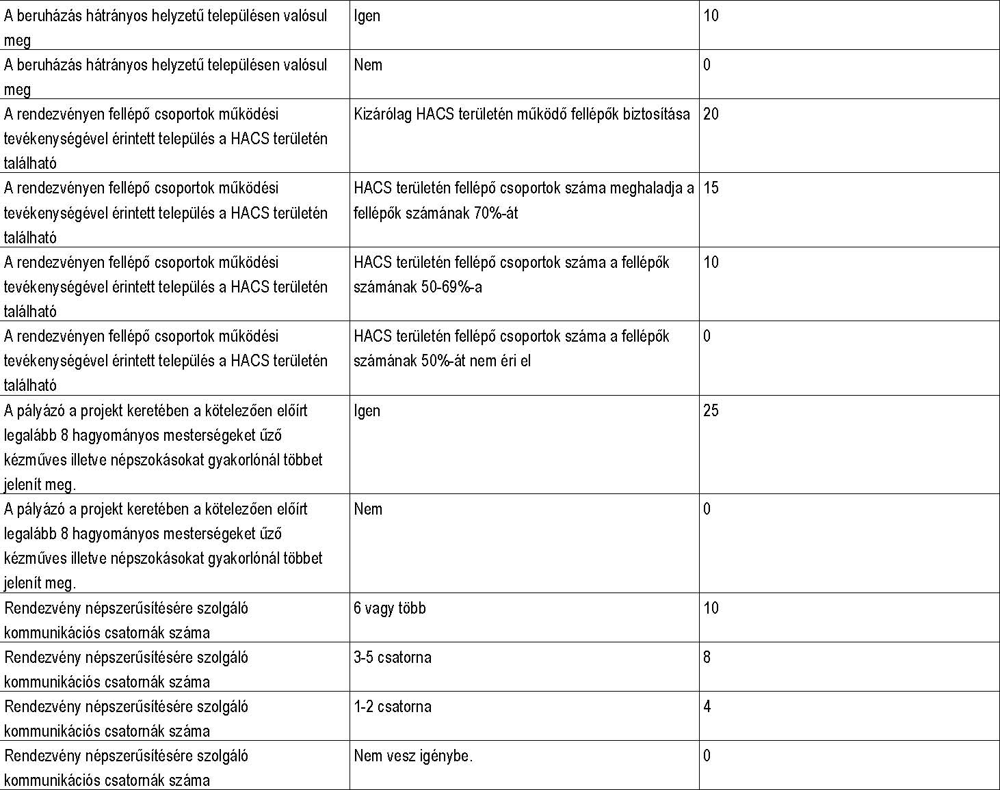 A beruházás hátrányos helyzetű településen valósul
meg
Igen
10
A beruházás hátrányos helyzetű településen valósul
meg
Nem
0
A rendezvényen fellépő csoportok működési
tevékenységével érintett település a HACS területén
található
Kizárólag HACS területén működő fellépők biztosítása
20
A rendezvényen fellépő csoportok működési
tevékenységével érintett település a HACS területén
található
HACS területén fellépő csoportok száma meghaladja a
fellépők számának 70%-át
15
A rendezvényen fellépő csoportok működési
tevékenységével érintett település a HACS területén
található
HACS területén fellépő csoportok száma a fellépők
számának 50-69%-a
10
A rendezvényen fellépő csoportok működési
tevékenységével érintett település a HACS területén
található
HACS területén fellépő csoportok száma a fellépők
számának 50%-át nem éri el
0
A pályázó a projekt keretében a kötelezően előírt
legalább 8 hagyományos mesterségeket űző
kézműves illetve népszokásokat gyakorlónál többet
jelenít meg.
Igen
25
A pályázó a projekt keretében a kötelezően előírt
legalább 8 hagyományos mesterségeket űző
kézműves illetve népszokásokat gyakorlónál többet
jelenít meg.
Nem
0
Rendezvény népszerűsítésére szolgáló
kommunikációs csatornák száma
6 vagy több
10
Rendezvény népszerűsítésére szolgáló
kommunikációs csatornák száma
3-5 csatorna
8
Rendezvény népszerűsítésére szolgáló
kommunikációs csatornák száma
1-2 csatorna
4
Rendezvény népszerűsítésére szolgáló
kommunikációs csatornák száma
Nem vesz igénybe.
0